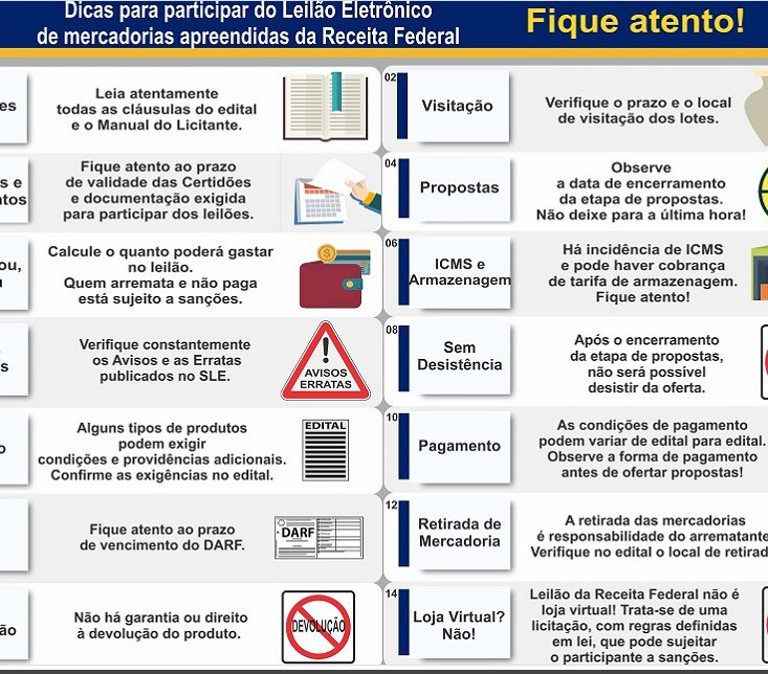 Dicas para participar do Leilão Eletrônico
de mercadorias apreendidas da Receita Federal
Fique atento!
Leia atentamente
todas as cláusulas do edital
e o Manual do Licitante.
02
Visitação
Verifique o prazo e o local
de visitação dos lotes.
s e
Fique atento ao prazo
de validade das Certidões
e documentação exigida
para participar dos leilões.
04
Propostas
Observe
a data de encerramento
da etapa de propostas.
Não deixe para a última hora!
Calcule o quanto poderá gastar
no leilão.
Quem arremata e não paga
está sujeito a sanções.
06
ICMS e
Armazenagem
Há incidência de ICMS
e pode haver cobrança
de tarifa de armazenagem.
Fique atento!
Verifique constantemente
os Avisos e as Erratas
publicados no SLE.
!
AVISOS
ERRATAS
08
Sem
Desistência
Após o encerramento
da etapa de propostas,
não será possível
desistir da oferta.
Alguns tipos de produtos
podem exigir
condições e providências adicionais.
Confirme as exigências no edital.
EDITAL
10
Pagamento
As condições de pagamento
podem variar de edital para edital.
Observe a forma de pagamento
antes de ofertar propostas!
Fique atento ao prazo
de vencimento do DARF.
DARF
12
Retirada de
Mercadoria
A retirada das mercadorias
é responsabilidade do arrematante
Verifique no edital o local de retirad
Não há garantia ou direito
à devolução do produto.
DEVOLUÇÃO
14
Loja Virtual?
Não!
Leilão da Receita Federal não é
loja virtual! Trata-se de uma
licitação, com regras definidas
em lei, que pode sujeitar
o participante a sanções.